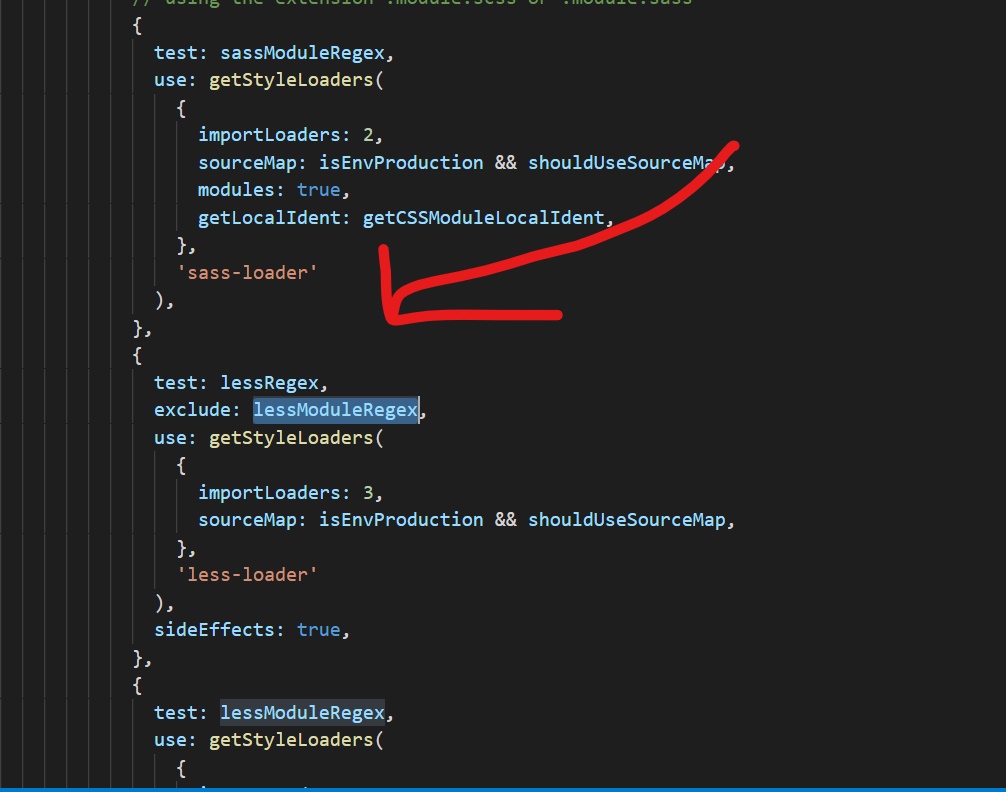 // using the extension .module.scss or .module.sass
{
test: sassModuleRegex,
use: getStyleLoaders(
{
importLoaders: 2,
sourceMap: isEnvProduction && shouldUseSourceMap,
modules: true,
getLocalIdent: getCSSModuleLocalIdent,
},
'sass-loader'
),
},
{
test: lessRegex,
exclude: lessModuleRegex,
use: getStyleLoaders(
{
importLoaders: 3,
sourceMap: isEnvProduction && shouldUseSourceMap,
},
'less-loader'
),
sideEffects: true,
},
{
test: lessModuleRegex,
use: getStyleLoaders(
{